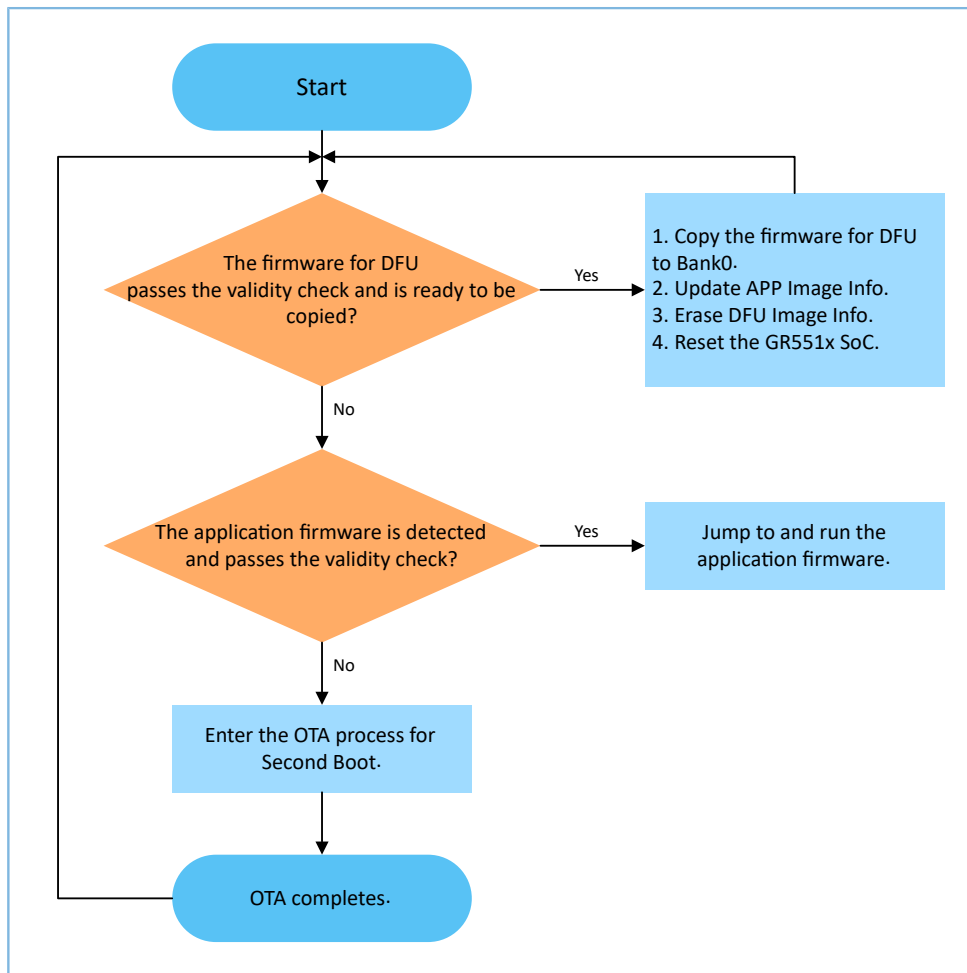 Start
The firmware for DFU
passes the validity check and is ready to be
copied?
Yes
1. Copy the firmware for DFU
to Bank0.
2. Update APP Image Info.
3. Erase DFU Image Info.
4. Reset the GR551x SoC.
No
The application firmware is detected
and passes the validity check?
Yes
Jump to and run the
application firmware.
No
Enter the OTA process for
Second Boot.
OTA completes.